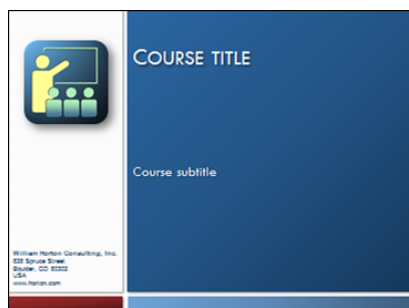 COURSE TITLE
Course subtitle
William Horton Consulting, Inc.
838 Spruce Street
Boulder, CO 80302
USA
www.horton.com